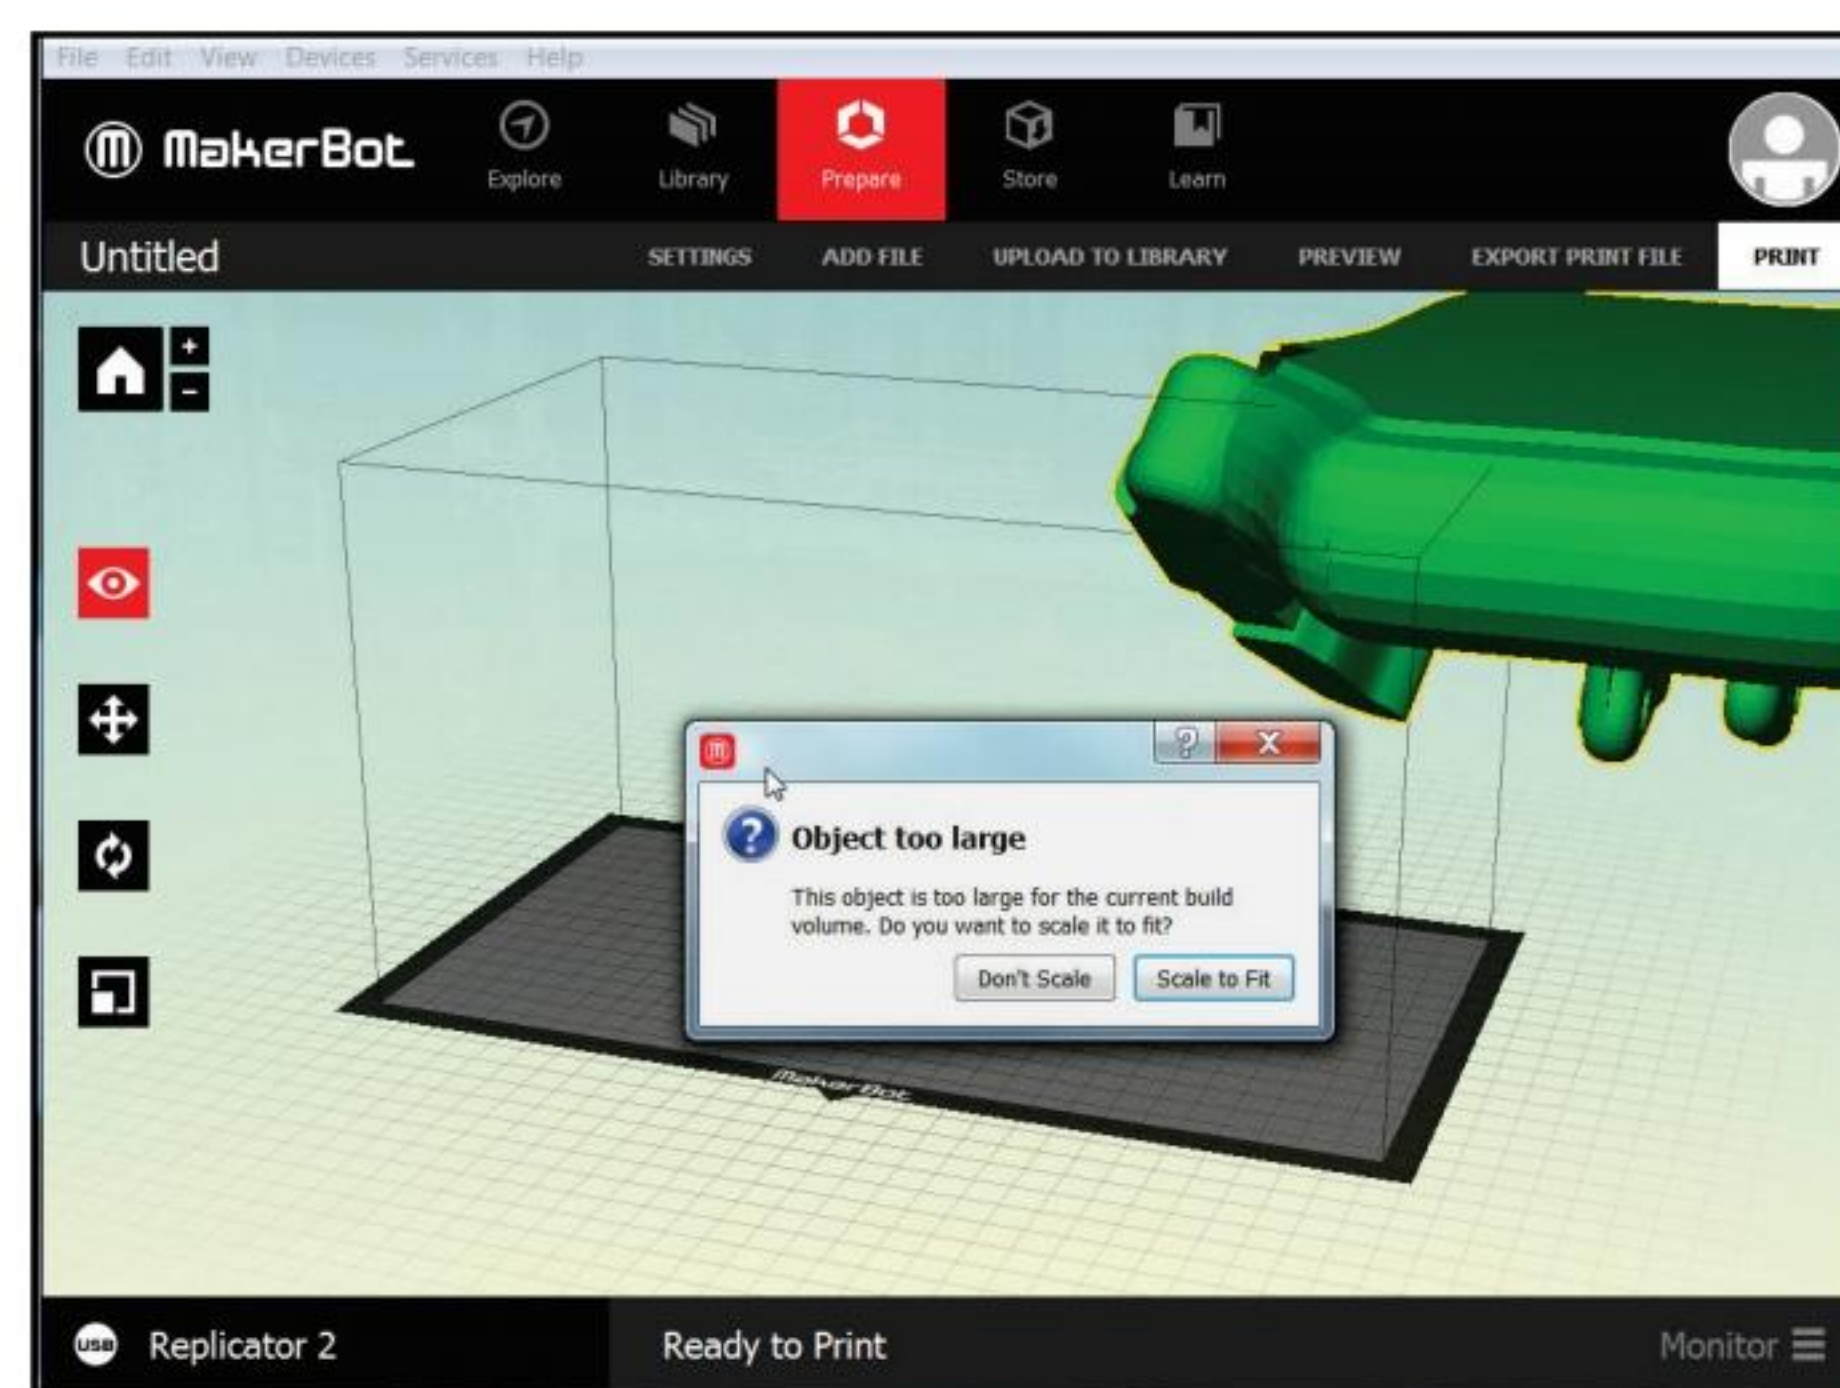 File Edit View Devices Services Help
MakerBot
Explore Library Prepare Store Learn
Untitled
SETTINGS ADD FILE UPLOAD TO LIBRARY PREVIEW EXPORT PRINT FILE PRINT
Object too large
This object is too large for the current build
volume. Do you want to scale it to fit?
Don't Scale Scale to Fit
MakerBot
USB Replicator 2 Ready to Print Monitor